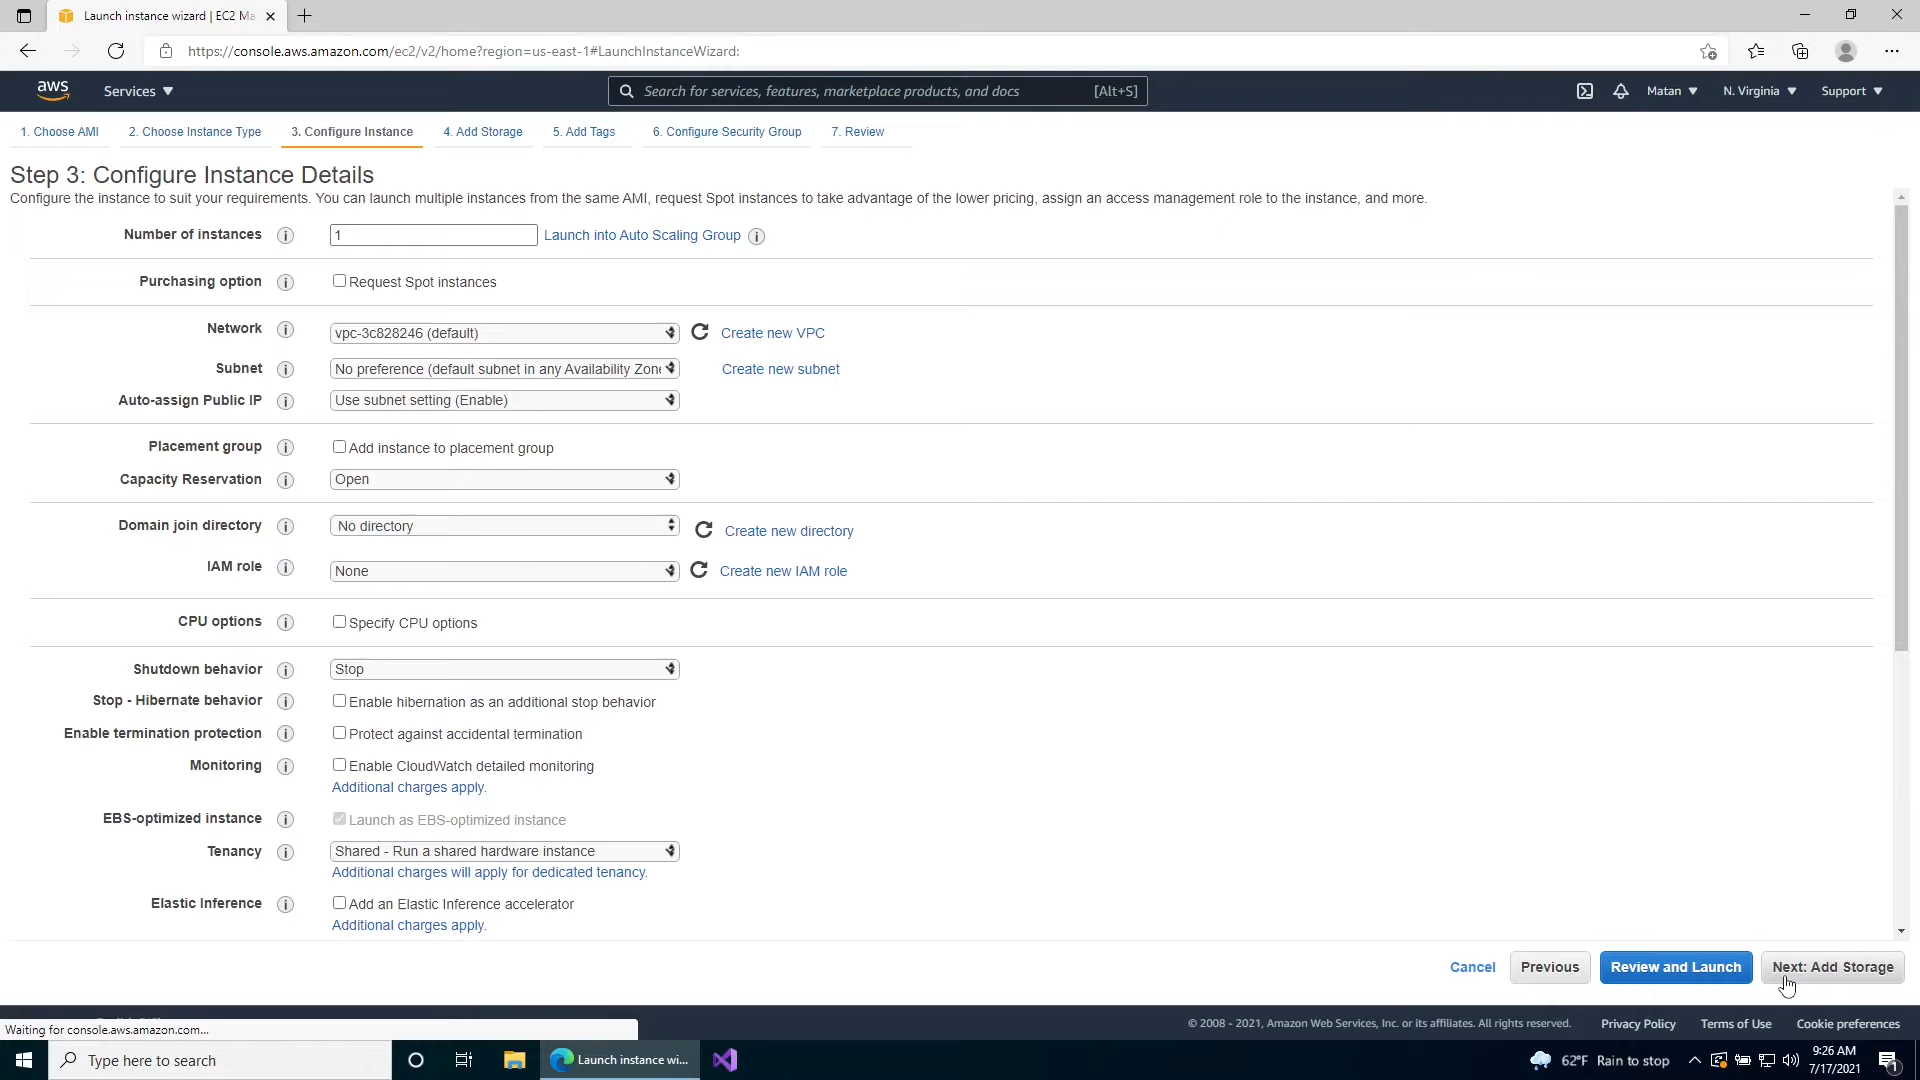 Launch instance wizard | EC2 Ma
https://console.aws.amazon.com/ec2/v2/home?region=us-east-1#LaunchInstanceWizard:
aws
Services
Search for services, features, marketplace products, and docs
[Alt+S]
Matan
N. Virginia
Support
1. Choose AMI
2. Choose Instance Type
3. Configure Instance
4. Add Storage
5. Add Tags
6. Configure Security Group
7. Review
Step 3: Configure Instance Details
Configure the instance to suit your requirements. You can launch multiple instances from the same AMI, request Spot instances to take advantage of the lower pricing, assign an access management role to the instance, and more.
Number of instances
1
Launch into Auto Scaling Group
Purchasing option
Request Spot instances
Network
vpc-3c828246 (default)
Create new VPC
Subnet
No preference (default subnet in any Availability Zone
Create new subnet
Auto-assign Public IP
Use subnet setting (Enable)
Placement group
Add instance to placement group
Capacity Reservation
Open
Domain join directory
No directory
Create new directory
IAM role
None
Create new IAM role
CPU options
Specify CPU options
Shutdown behavior
Stop
Stop - Hibernate behavior
Enable hibernation as an additional stop behavior
Enable termination protection
Protect against accidental termination
Monitoring
Enable CloudWatch detailed monitoring
Additional charges apply.
EBS-optimized instance
Launch as EBS-optimized instance
Tenancy
Shared - Run a shared hardware instance
Additional charges will apply for dedicated tenancy.
Elastic Inference
Add an Elastic Inference accelerator
Additional charges apply.
Cancel
Previous
Review and Launch
Next: Add Storage
Waiting for console.aws.amazon.com...
© 2008 - 2021, Amazon Web Services, Inc. or its affiliates. All rights reserved.
Privacy Policy
Terms of Use
Cookie preferences
Type here to search
Launch instance wi...
62°F Rain to stop
9:26 AM
7/17/2021
1